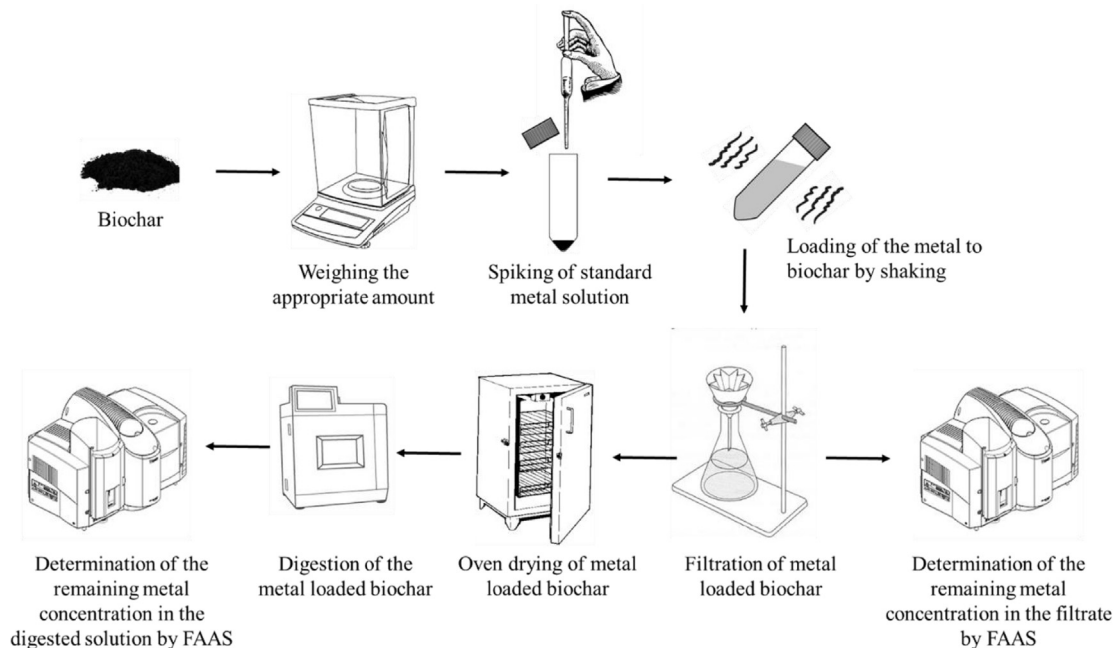 Biochar
Weighing the
appropriate amount
Spiking of standard
metal solution
Loading of the metal to
biochar by shaking
Determination of the
remaining metal
concentration in the
digested solution by FAAS
Digestion of the
metal loaded biochar
Oven drying of metal
loaded biochar
Filtration of metal
loaded biochar
Determination of the
remaining metal
concentration in the filtrate
by FAAS